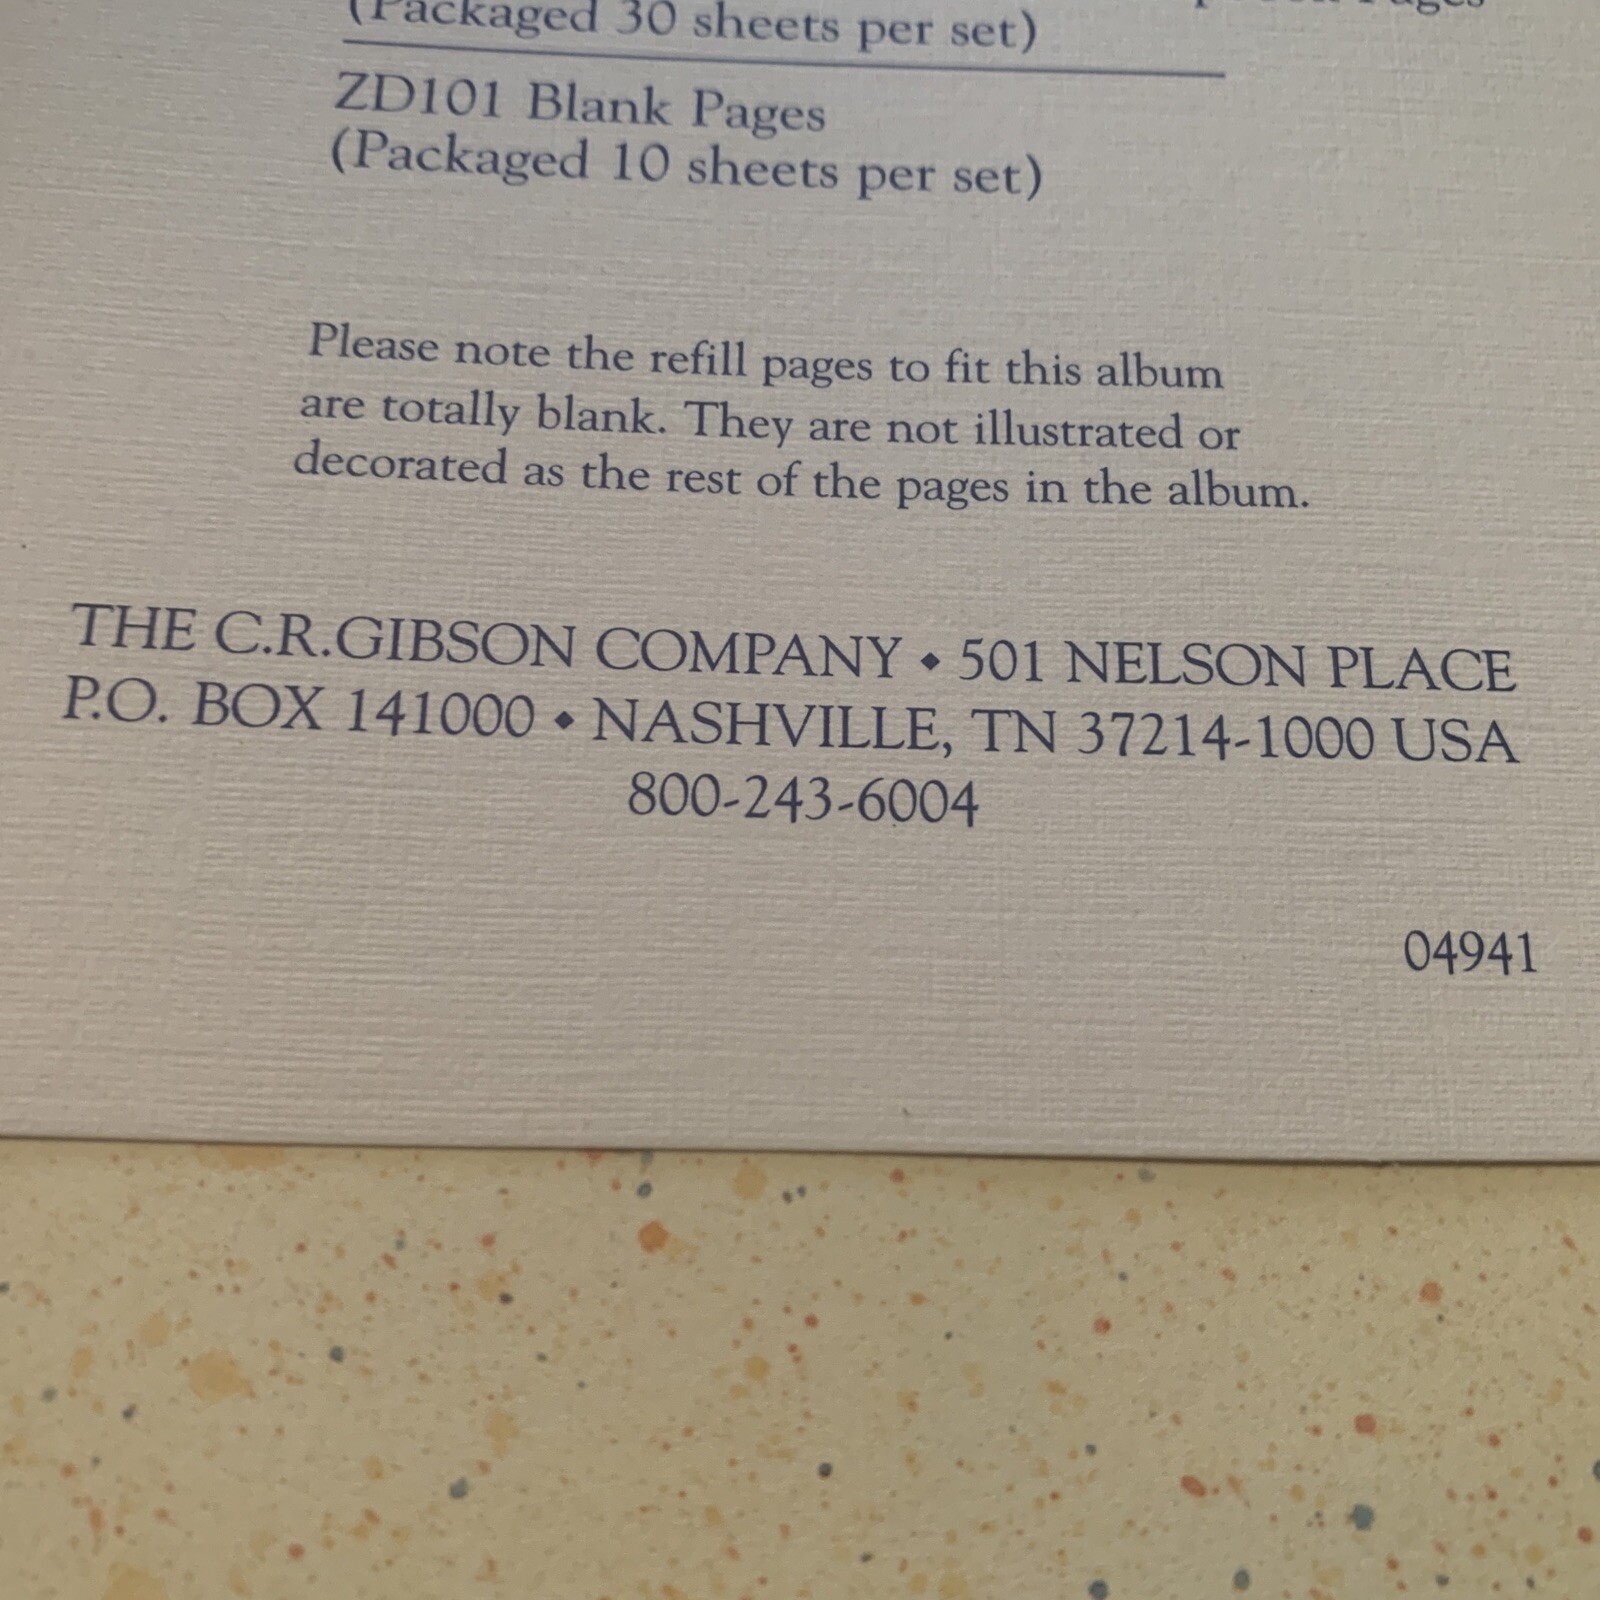 (Packaged 30 sheets per set)
ZD101 Blank Pages
(Packaged 10 sheets per set)
Please note the refill pages to fit this album
are totally blank. They are not illustrated or
decorated as the rest of the pages in the album.
THE C.R.GIBSON COMPANY ◆ 501 NELSON PLACE
P.O. BOX 141000 ◆ NASHVILLE, TN 37214-1000 USA
800-243-6004
04941